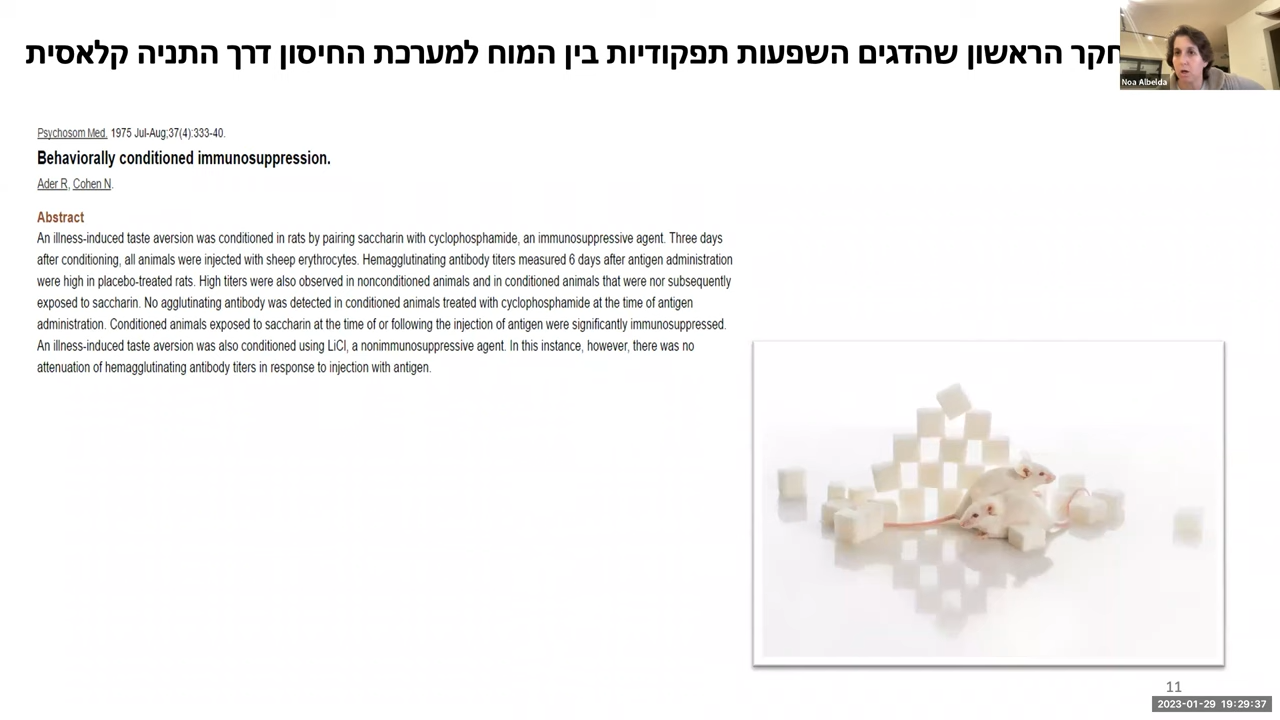 חקר הראשון שהדגים השפעות תפקודיות בין המוח למערכת החיסון דרך התניה קלאסית
Noa Albelda
Psychosom Med. 1975 Jul-Aug;37(4):333-40.
Behaviorally conditioned immunosuppression.
Ader R, Cohen N.
Abstract
An illness-induced taste aversion was conditioned in rats by pairing saccharin with cyclophosphamide, an immunosuppressive agent. Three days
after conditioning, all animals were injected with sheep erythrocytes. Hemagglutinating antibody titers measured 6 days after antigen administration
were high in placebo-treated rats. High titers were also observed in nonconditioned animals and in conditioned animals that were nor subsequently
exposed to saccharin. No agglutinating antibody was detected in conditioned animals treated with cyclophosphamide at the time of antigen
administration. Conditioned animals exposed to saccharin at the time of or following the injection of antigen were significantly immunosuppressed.
An illness-induced taste aversion was also conditioned using LiCl, a nonimmunosuppressive agent. In this instance, however, there was no
attenuation of hemagglutinating antibody titers in response to injection with antigen.
11
2023-01-29 19:29:37